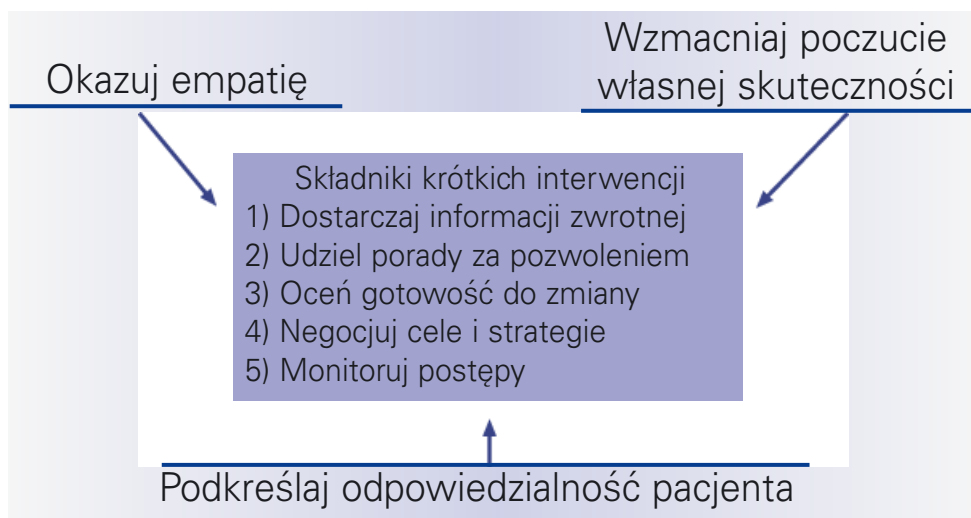 Okazuj empatię
Wzmacniaj poczucie
własnej skuteczności
Składniki krótkich interwencji
1) Dostarczaj informacji zwrotnej
2) Udziel porady za pozwoleniem
3) Oceń gotowość do zmiany
4) Negocjuj cele i strategie
5) Monitoruj postępy
Podkreślaj odpowiedzialność pacjenta